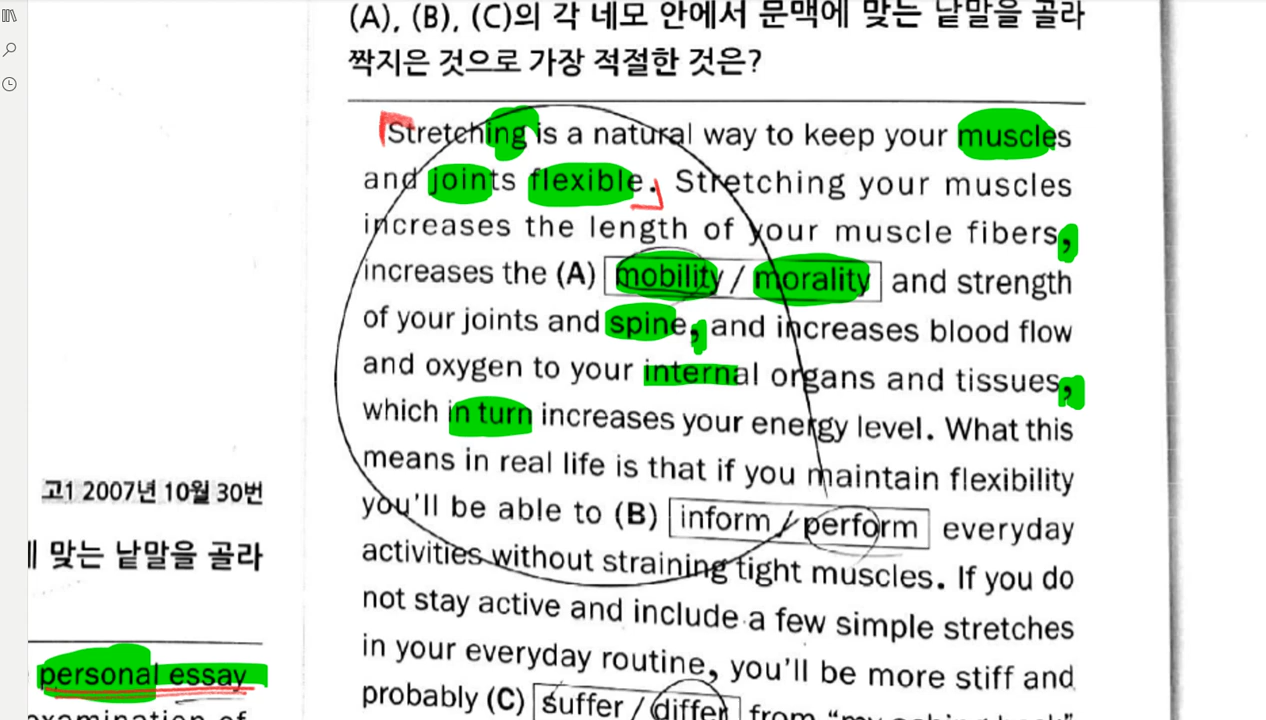 (A), (B), (C)의 각 네모 안에서 문맥에 맞는 낱말을 골라
짝지은 것으로 가장 적절한 것은?
Stretching is a natural way to keep your muscles
and joints flexible. Stretching your muscles
increases the length of your muscle fibers,
increases the (A) mobility / morality and strength
of your joints and spine, and increases blood flow
and oxygen to your internal organs and tissues,
which in turn increases your energy level. What this
means in real life is that if you maintain flexibility
you'll be able to (B) inform / perform everyday
activities without straining tight muscles. If you do
not stay active and include a few simple stretches
in your everyday routine, you'll be more stiff and
probably (C) suffer / differ from "my aching back"
고1 2007년 10월 30번
맞는 낱말을 골라
personal essay
examination of